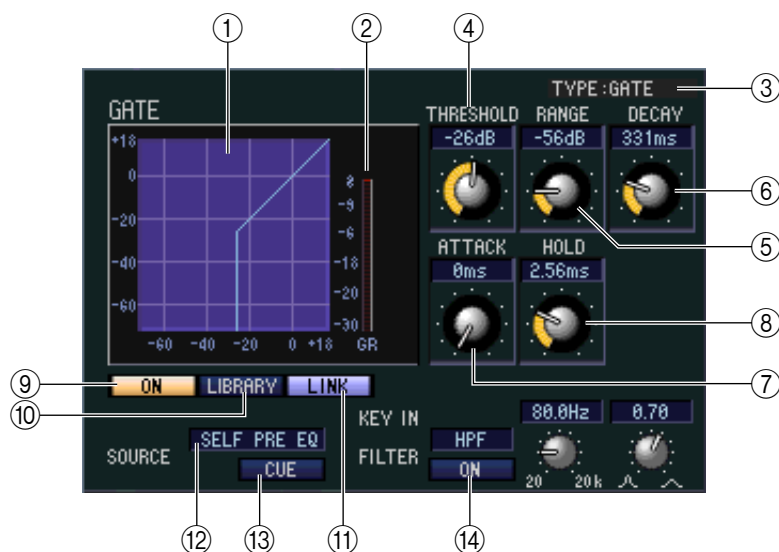 ① ② ④
TYPE:GATE ③
GATE
THRESHOLD RANGE DECAY
-26dB -56dB 331ms
+18
0
-20
-40
-60
-60 -40 -20 0 +18
-9
-6
-18
-20
-30
GR
⑥
⑤
ATTACK HOLD
0ms 2.56ms
⑧
⑦
⑨ ON LIBRARY LINK
⑩
KEY IN 80.0Hz 0.70
SOURCE SELF PRE EQ
CUE
FILTER HPF
ON
20 20k
⑫ ⑬ ⑪ ⑭